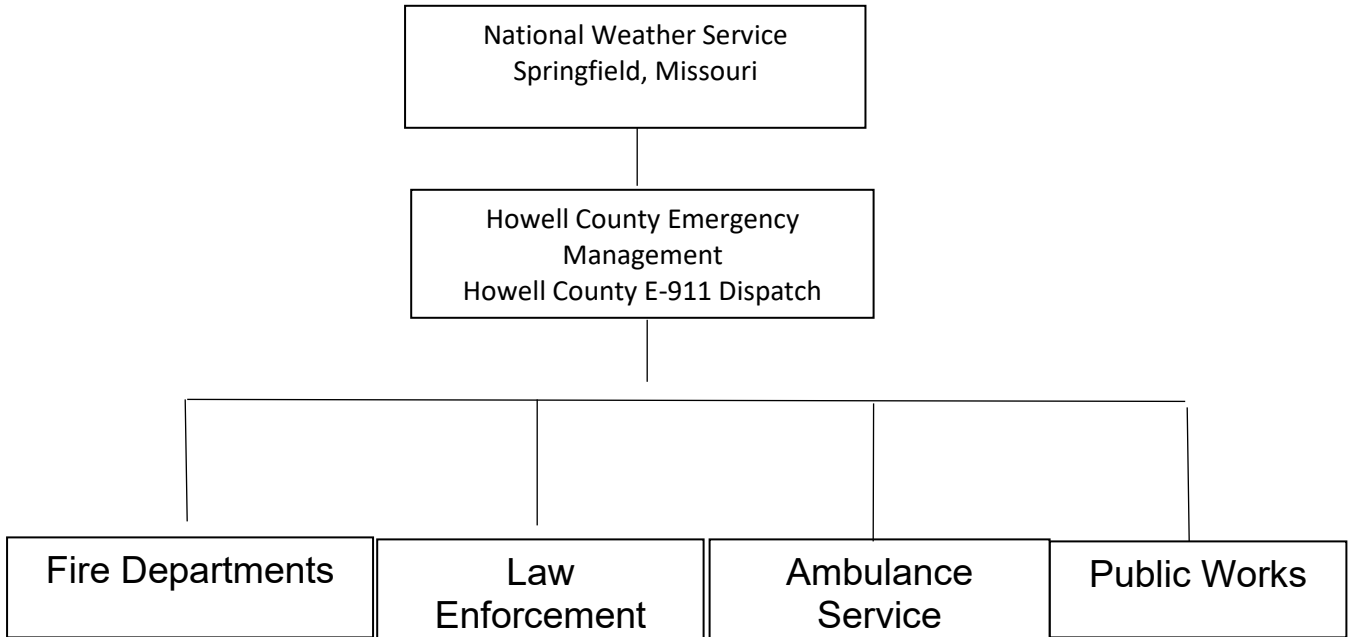 National Weather Service
Springfield, Missouri
Howell County Emergency
Management
Howell County E-911 Dispatch
Fire Departments
Law
Enforcement
Ambulance
Service
Public Works